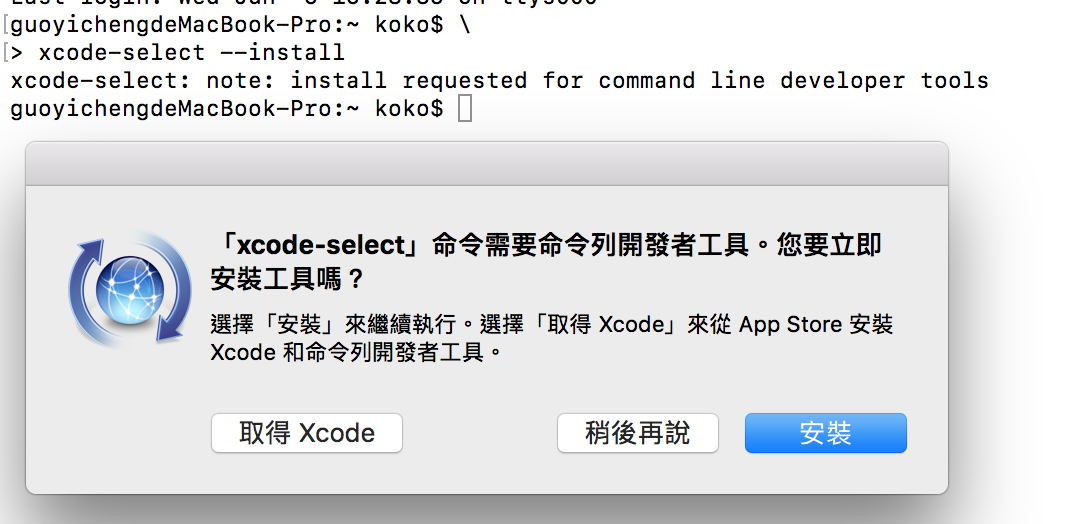 guoyichengdeMacBook-Pro:~ koko$ \
> xcode-select --install
xcode-select: note: install requested for command line developer tools
guoyichengdeMacBook-Pro:~ koko$
「xcode-select」命令需要命令列開發者工具。您要立即
安裝工具嗎？
選擇「安裝」來繼續執行。選擇「取得 Xcode」來從 App Store 安裝
Xcode 和命令列開發者工具。
取得 Xcode
稍後再說
安裝